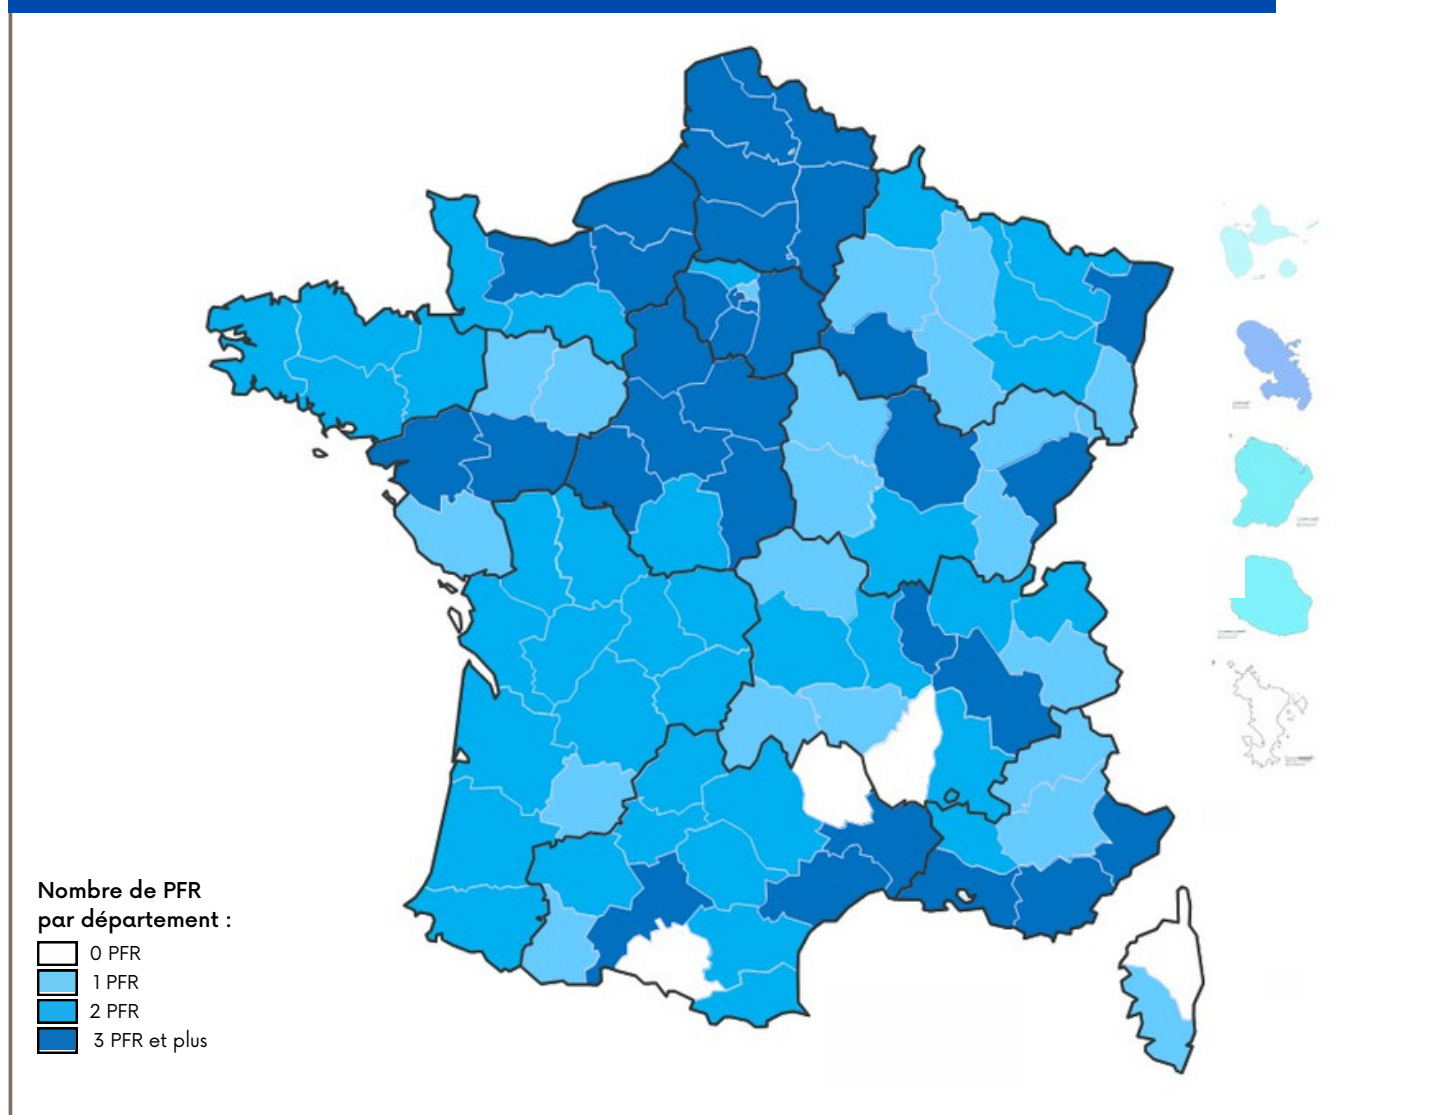 Nombre de PFR
par département :
0 PFR
1 PFR
2 PFR
3 PFR et plus